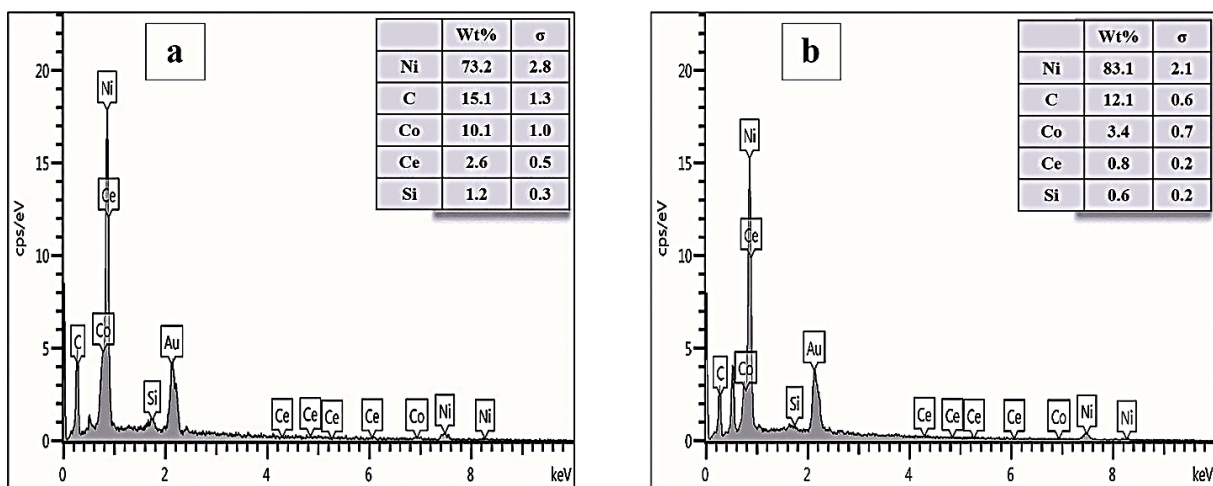 a
Wt% σ
Ni 73.2 2.8
C 15.1 1.3
Co 10.1 1.0
Ce 2.6 0.5
Si 1.2 0.3
cps/eV
20
15
10
5
0
Ni
Ce
Co
C
Si
Au
Ce
Ce
Ce
Ce
Co
Ni
Ni
0 2 4 6 8 keV
b
Wt% σ
Ni 83.1 2.1
C 12.1 0.6
Co 3.4 0.7
Ce 0.8 0.2
Si 0.6 0.2
cps/eV
20
15
10
5
0
Ni
Ce
Co
C
Si
Au
Ce
Ce
Ce
Ce
Co
Ni
Ni
0 2 4 6 8 keV